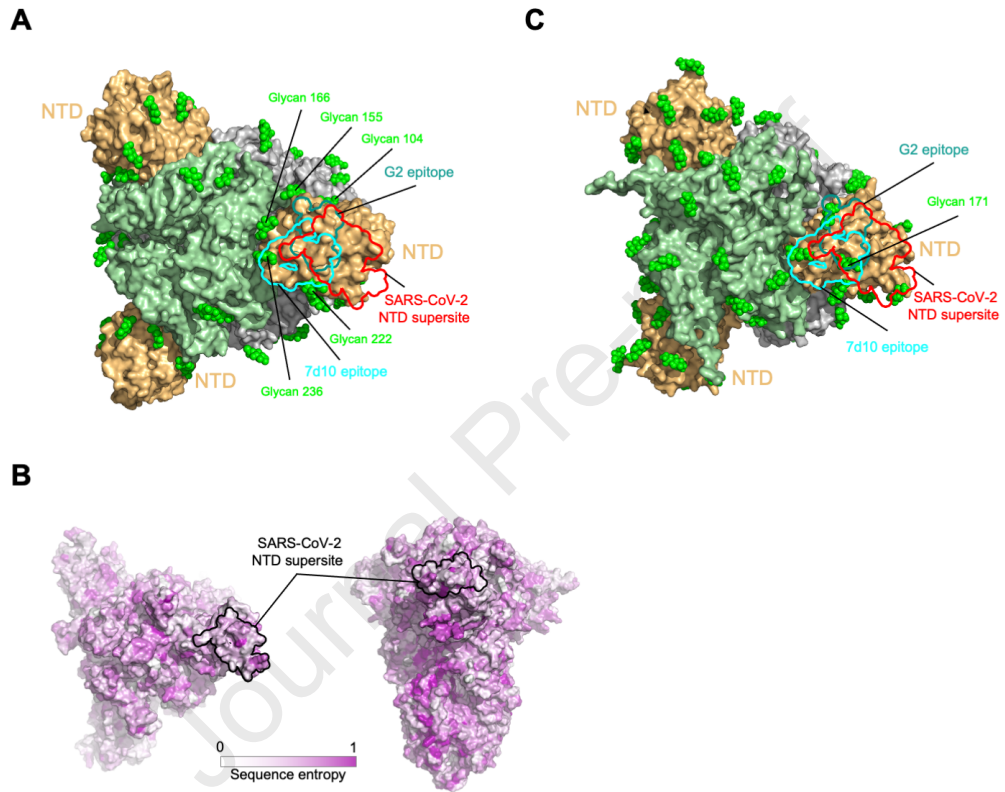 A
C
NTD
Glycan 166
Glycan 155
Glycan 104
G2 epitope
NTD
SARS-CoV-2
NTD supersite
Glycan 222
7d10 epitope
Glycan 236
NTD
NTD
G2 epitope
Glycan 171
NTD
SARS-CoV-2
NTD supersite
7d10 epitope
NTD
B
SARS-CoV-2
NTD supersite
0
1
Sequence entropy
Journal Pre-